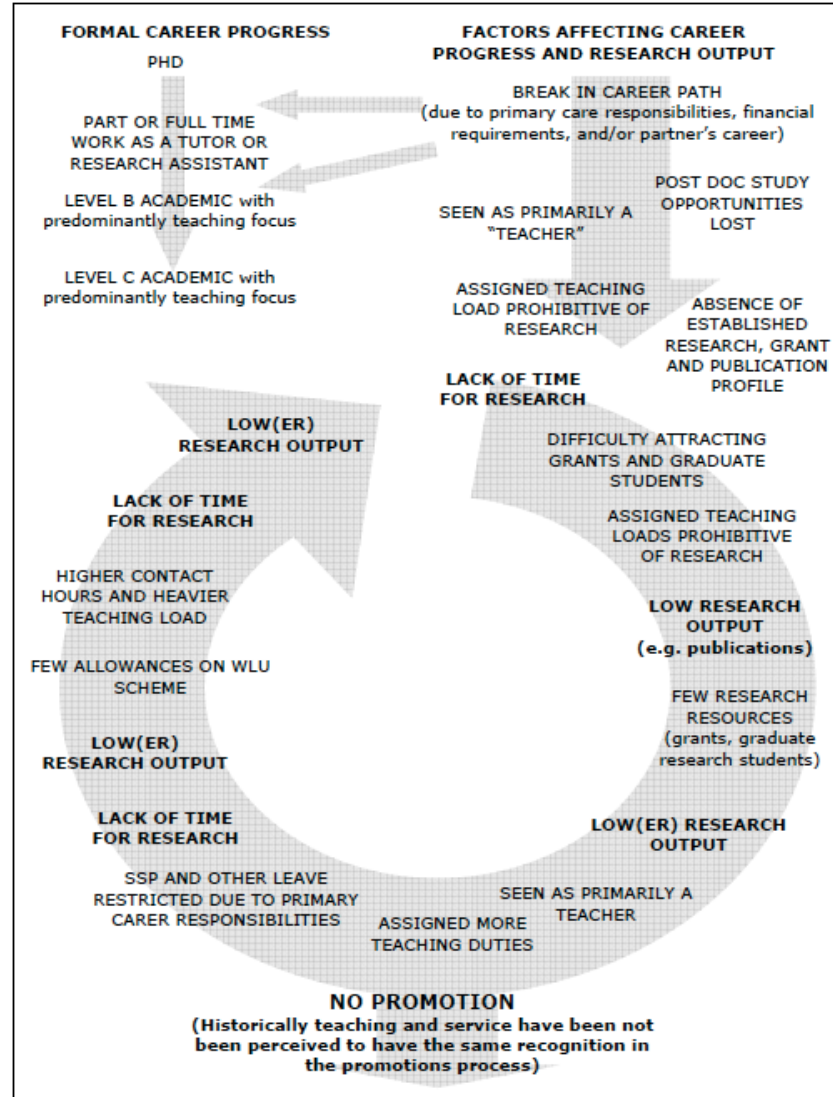 FORMAL CAREER PROGRESS
PHD
PART OR FULL TIME
WORK AS A TUTOR OR
RESEARCH ASSISTANT
LEVEL B ACADEMIC with
predominantly teaching focus
LEVEL C ACADEMIC with
predominantly teaching focus
FACTORS AFFECTING CAREER
PROGRESS AND RESEARCH OUTPUT
BREAK IN CAREER PATH
(due to primary care responsibilities, financial
requirements, and/or partner's career)
POST DOC STUDY
OPPORTUNITIES
LOST
SEEN AS PRIMARILY A
“TEACHER”
ASSIGNED TEACHING
LOAD PROHIBITIVE OF
RESEARCH
ABSENCE OF
ESTABLISHED
RESEARCH, GRANT
AND PUBLICATION
PROFILE
LACK OF TIME
FOR RESEARCH
DIFFICULTY ATTRACTING
GRANTS AND GRADUATE
STUDENTS
ASSIGNED TEACHING
LOADS PROHIBITIVE
OF RESEARCH
LOW RESEARCH
OUTPUT
(e.g. publications)
FEW RESEARCH
RESOURCES
(grants, graduate
research students)
LOW(ER) RESEARCH
OUTPUT
SEEN AS PRIMARILY A
TEACHER
ASSIGNED MORE
TEACHING DUTIES
SSP AND OTHER LEAVE
RESTRICTED DUE TO PRIMARY
CARER RESPONSIBILITIES
LACK OF TIME
FOR RESEARCH
LOW(ER)
RESEARCH OUTPUT
FEW ALLOWANCES ON WLU
SCHEME
HIGHER CONTACT
HOURS AND HEAVIER
TEACHING LOAD
LACK OF TIME
FOR RESEARCH
LOW(ER)
RESEARCH OUTPUT
NO PROMOTION
(Historically teaching and service have been not
been perceived to have the same recognition in
the promotions process)